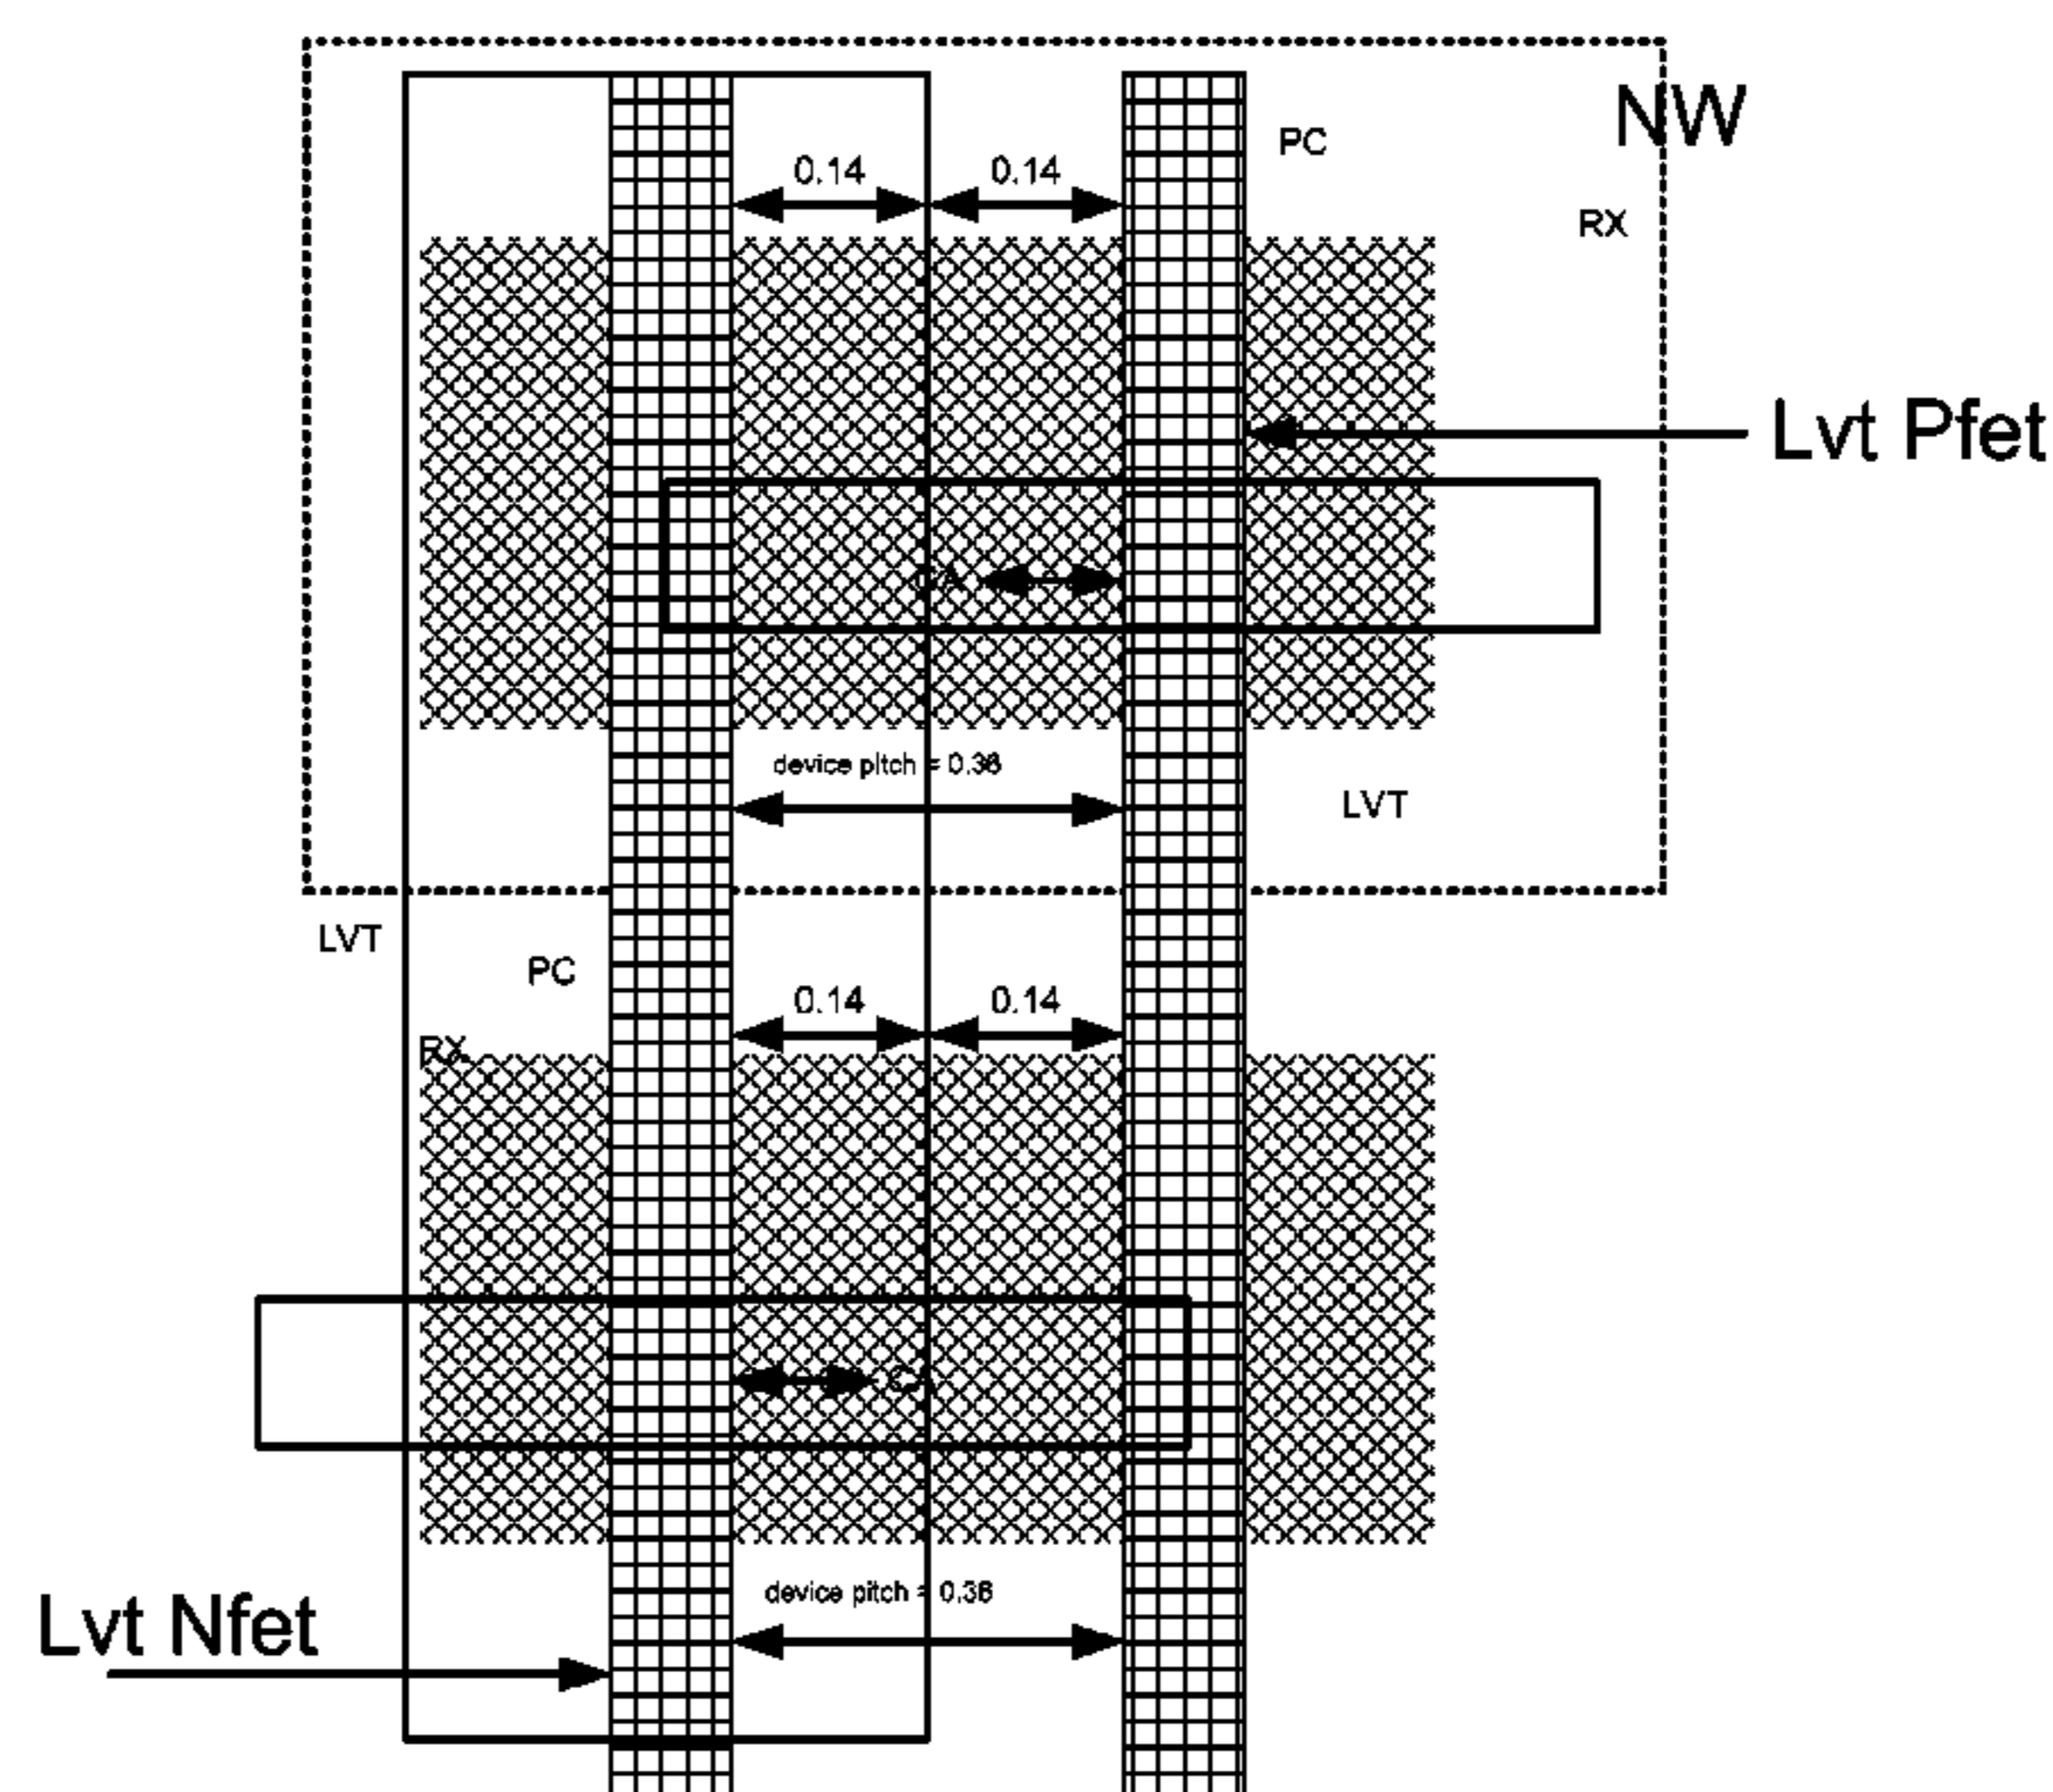 NW
PC
0.14 0.14
RX
Lvt Pfet
CA
device pitch = 0.36
LVT
LVT
PC
0.14 0.14
RX
CA
device pitch = 0.36
Lvt Nfet